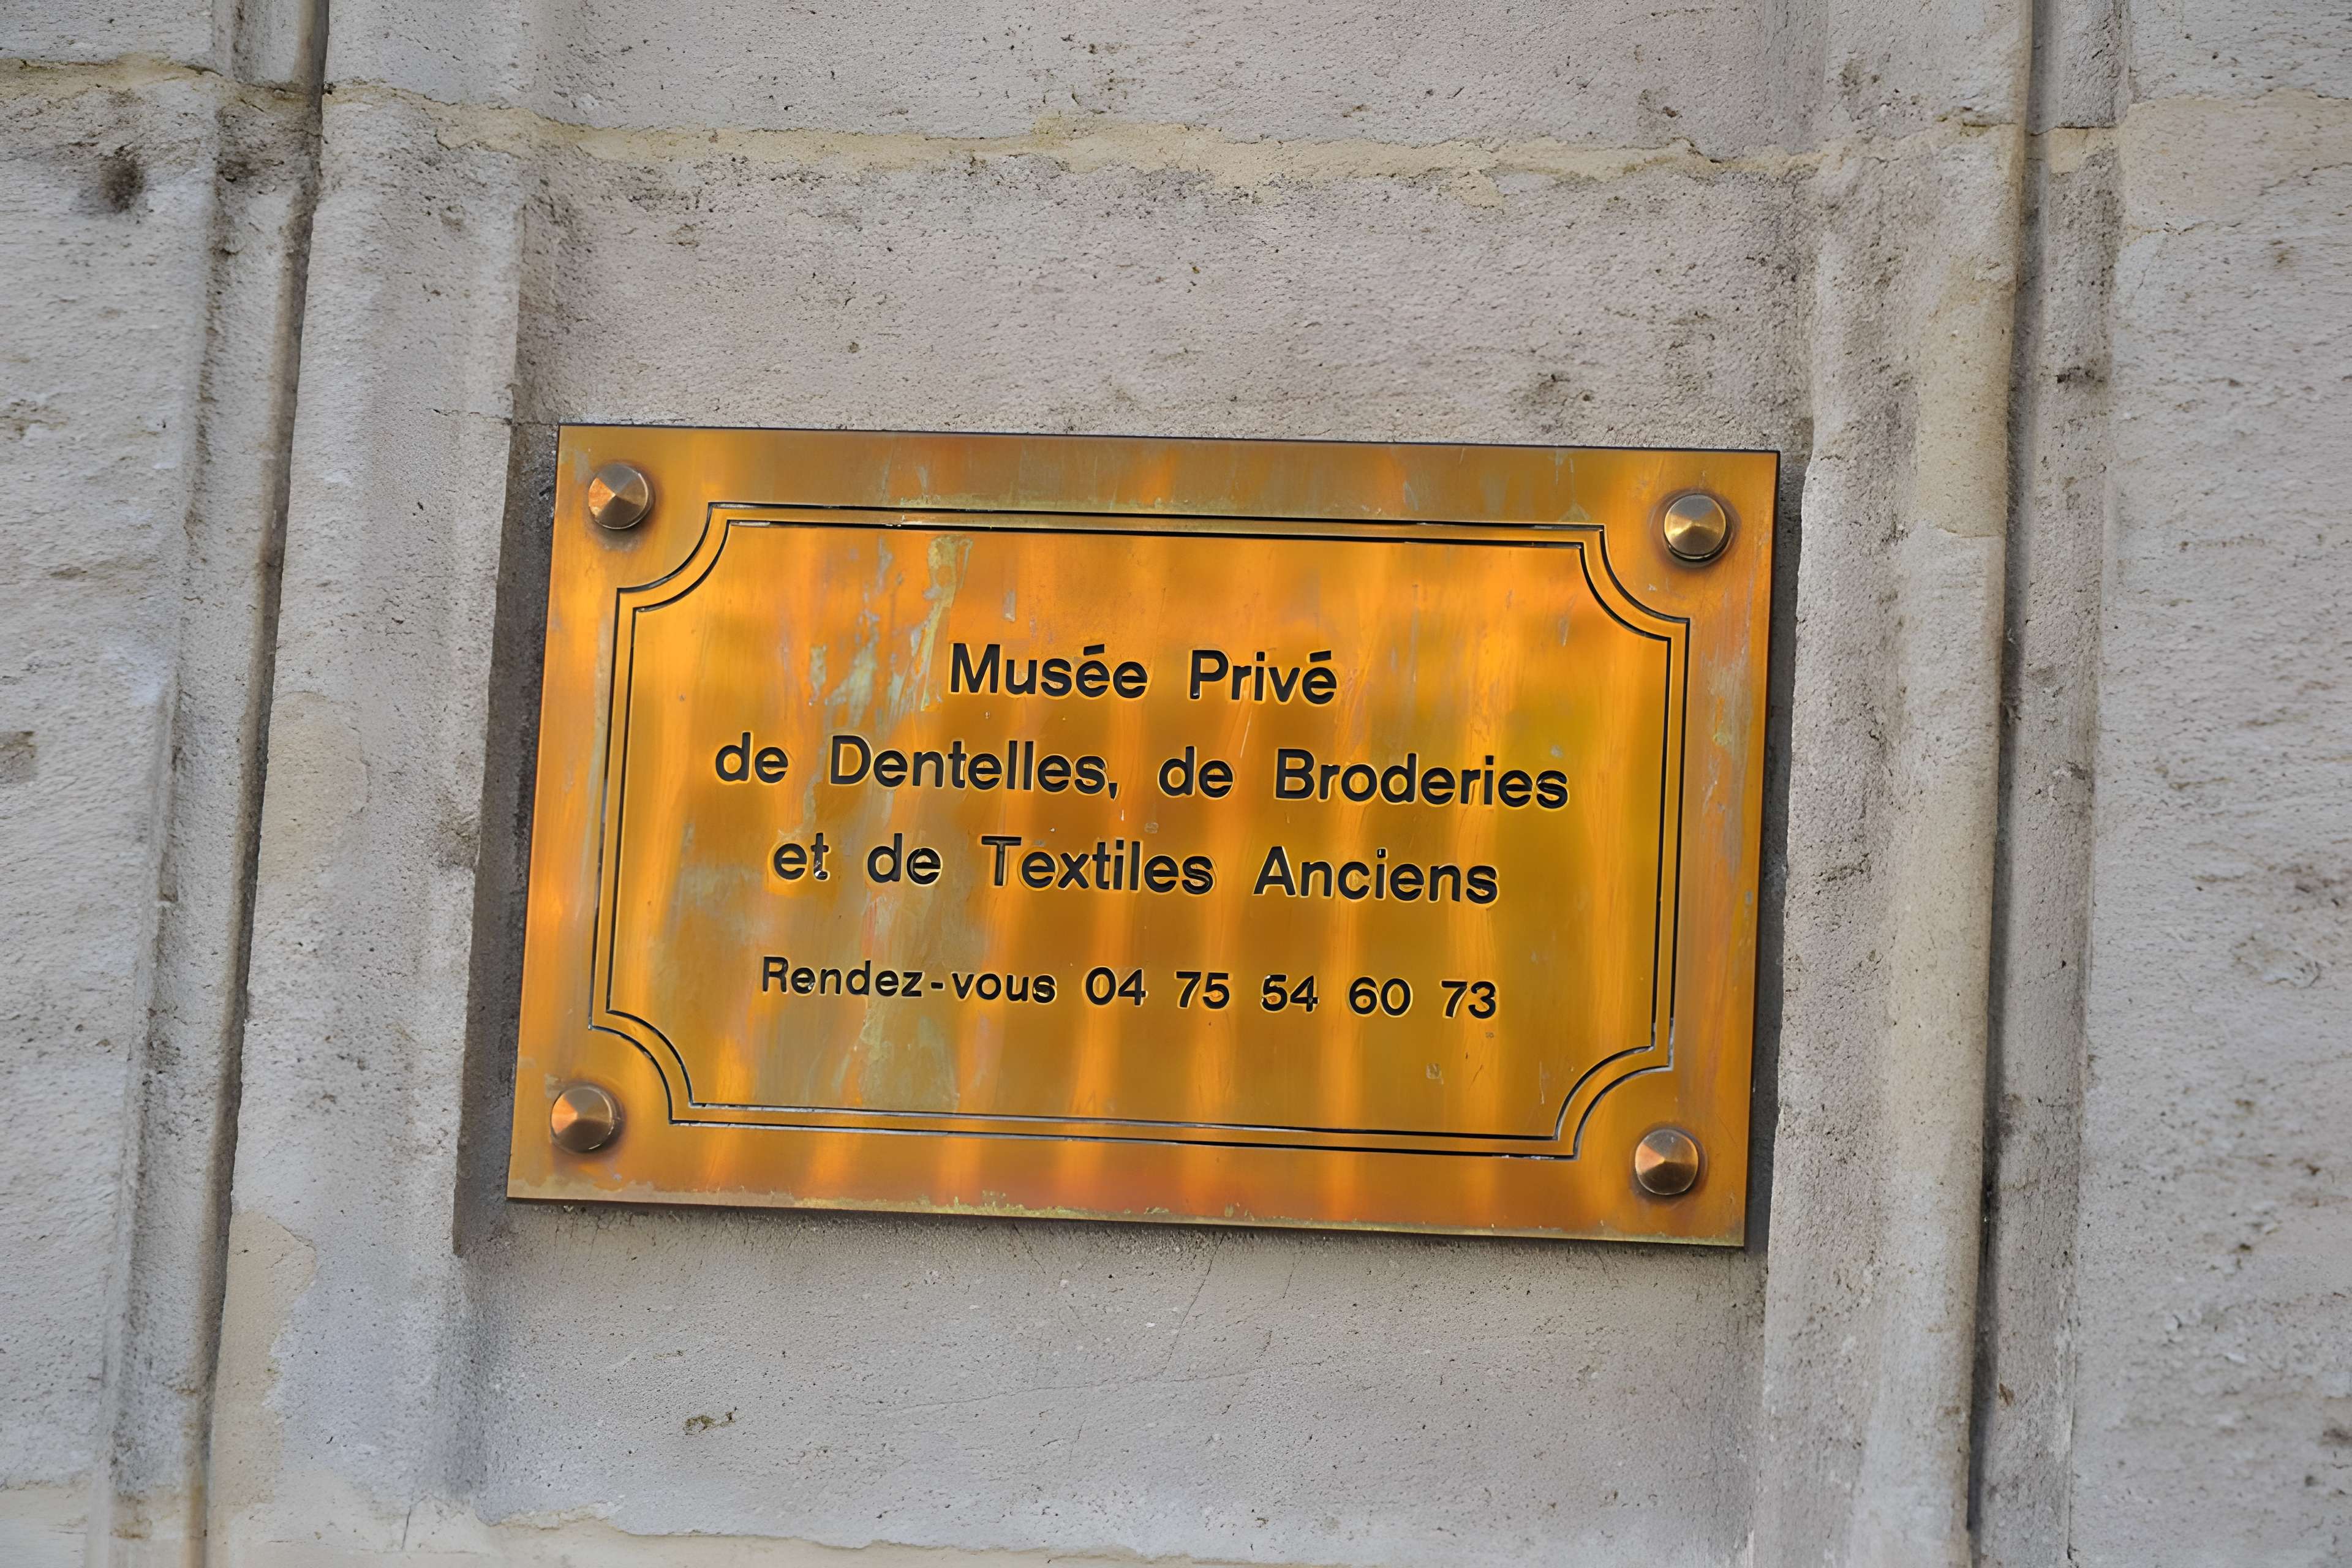 Musée Privé
de Dentelles, de Broderies
et de Textiles Anciens
Rendez-vous 04 75 54 60 73